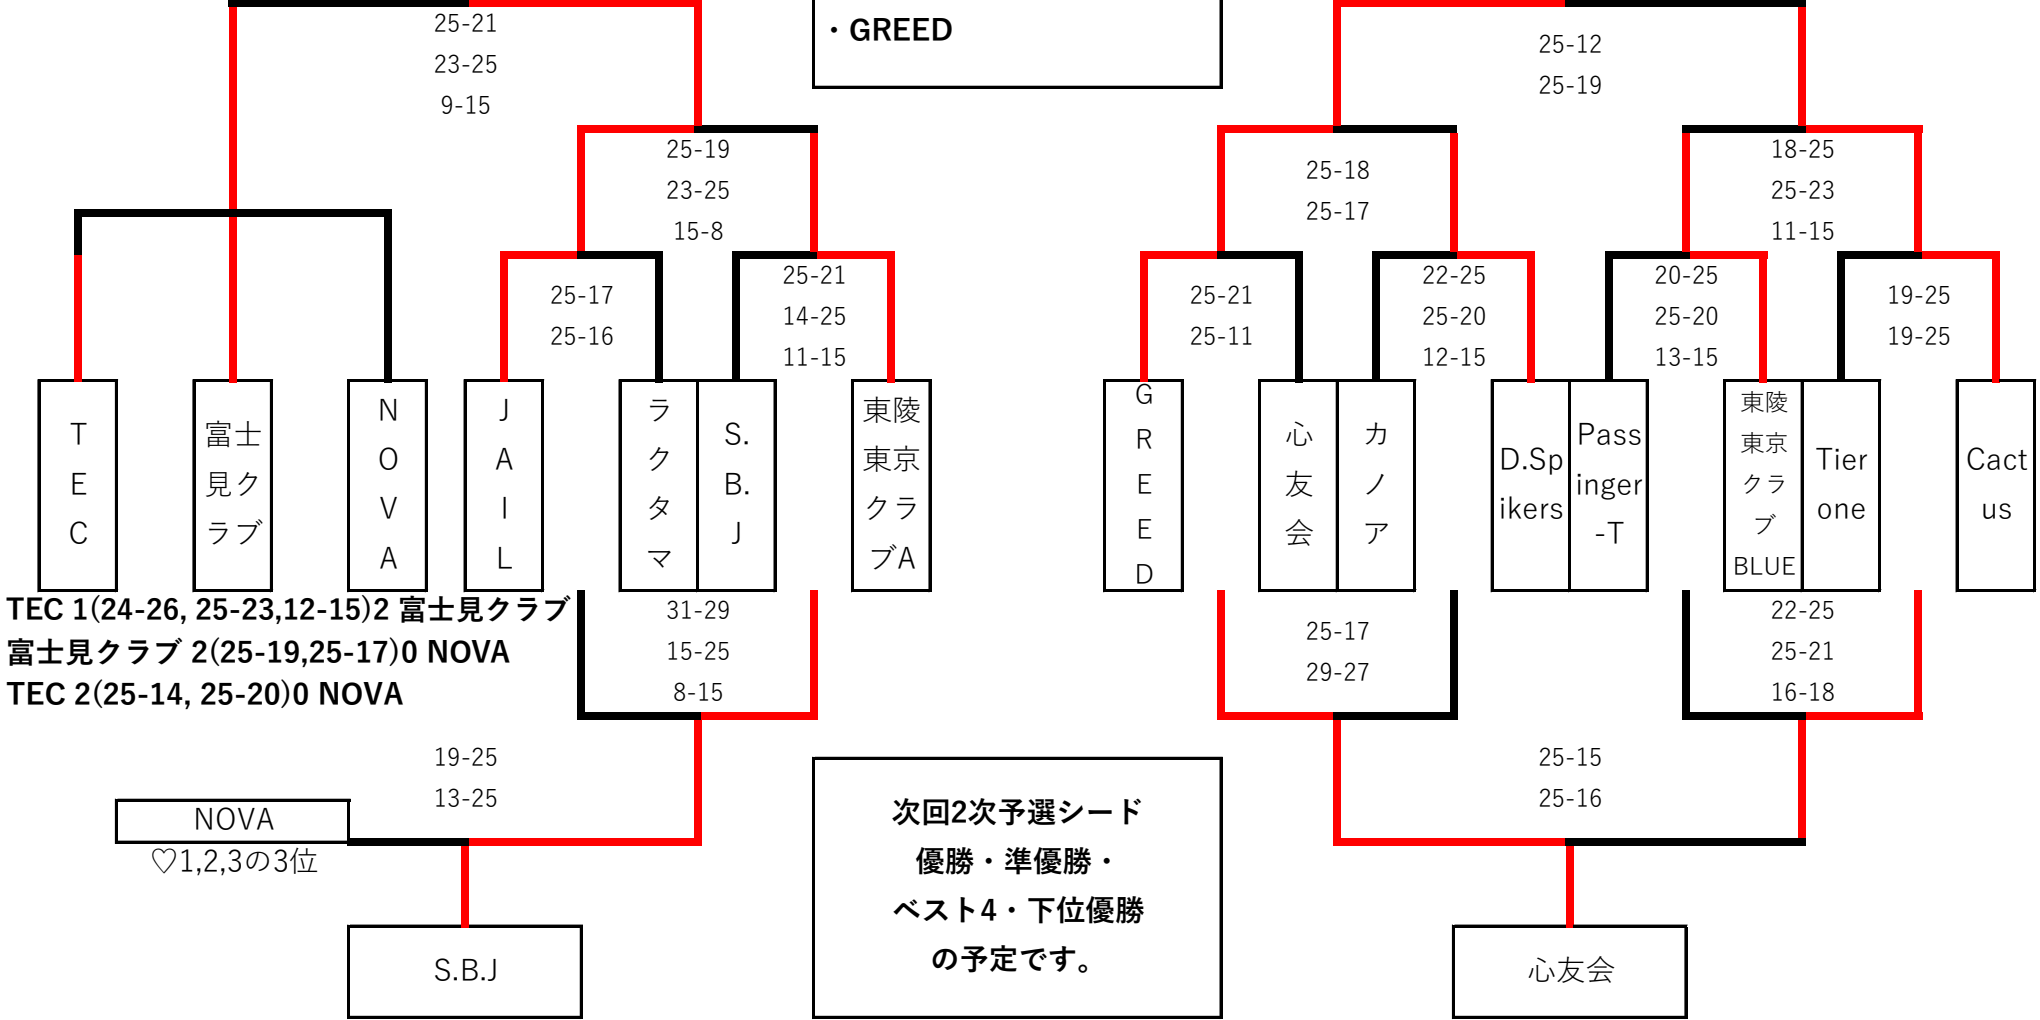 25-21
23-25
9-15
・GREED
25-12
25-19
25-19
23-25
15-8
25-18
25-17
18-25
25-23
11-15
25-17
25-16
25-21
14-25
11-15
25-21
25-11
22-25
25-20
12-15
20-25
25-20
13-15
19-25
19-25
TEC
富士
見ク
ラブ
NOVA
JAIL
ラクタマ
S.
B.
J
東陵
東京
クラ
ブA
GREED
心友会
カノア
D.Sp
ikers
Pass
inger
-T
東陵
東京
クラ
ブ
BLUE
Tier
one
Cact
us
TEC 1(24-26, 25-23,12-15)2 富士見クラブ
富士見クラブ 2(25-19,25-17)0 NOVA
TEC 2(25-14, 25-20)0 NOVA
31-29
15-25
8-15
25-17
29-27
22-25
25-21
16-18
19-25
13-25
NOVA
♡1,2,3の3位
S.B.J
次回2次予選シード
優勝・準優勝・
ベスト4・下位優勝
の予定です。
25-15
25-16
心友会